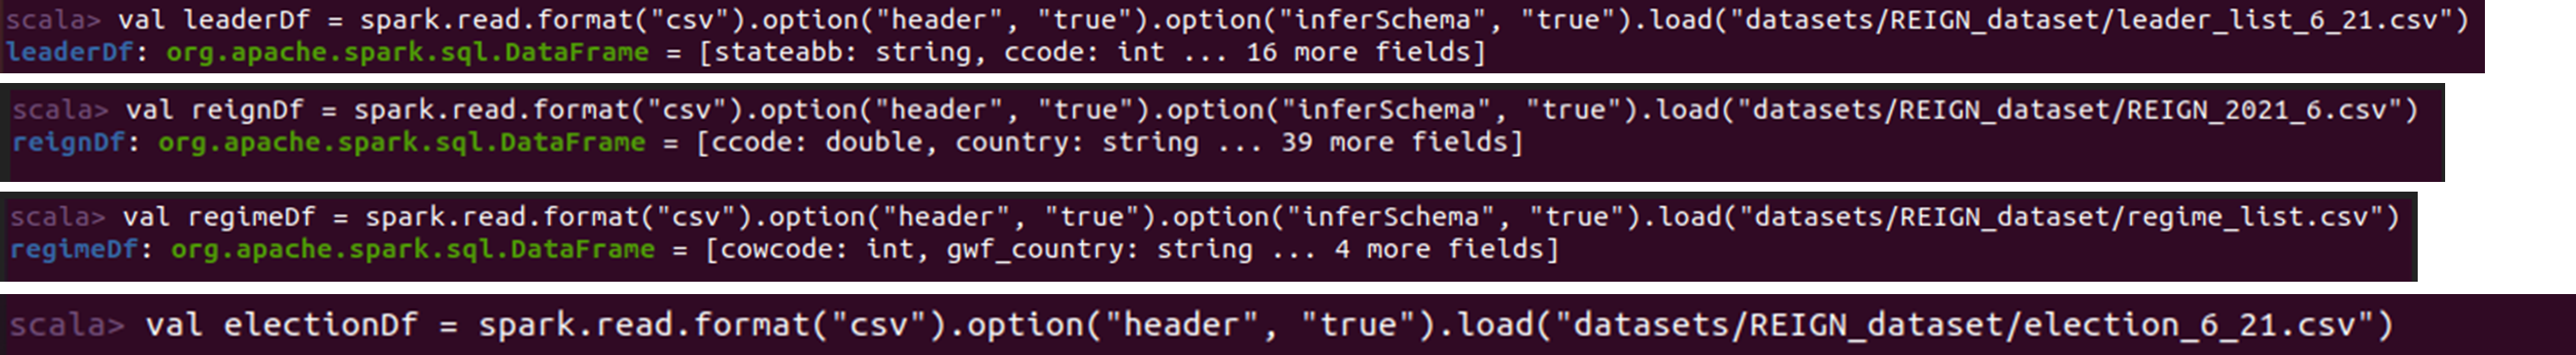 scala> val leaderDf = spark.read.format("csv").option("header", "true").option("inferSchema", "true").load("datasets/REIGN_dataset/leader_list_6_21.csv")
leaderDf: org.apache.spark.sql.DataFrame = [stateabb: string, ccode: int ... 16 more fields]
scala> val reignDf = spark.read.format("csv").option("header", "true").option("inferSchema", "true").load("datasets/REIGN_dataset/REIGN_2021_6.csv")
reignDf: org.apache.spark.sql.DataFrame = [ccode: double, country: string ... 39 more fields]
scala> val regimeDf = spark.read.format("csv").option("header", "true").option("inferSchema", "true").load("datasets/REIGN_dataset/regime_list.csv")
regimeDf: org.apache.spark.sql.DataFrame = [cowcode: int, gwf_country: string ... 4 more fields]
scala> val electionDf = spark.read.format("csv").option("header", "true").load("datasets/REIGN_dataset/election_6_21.csv")